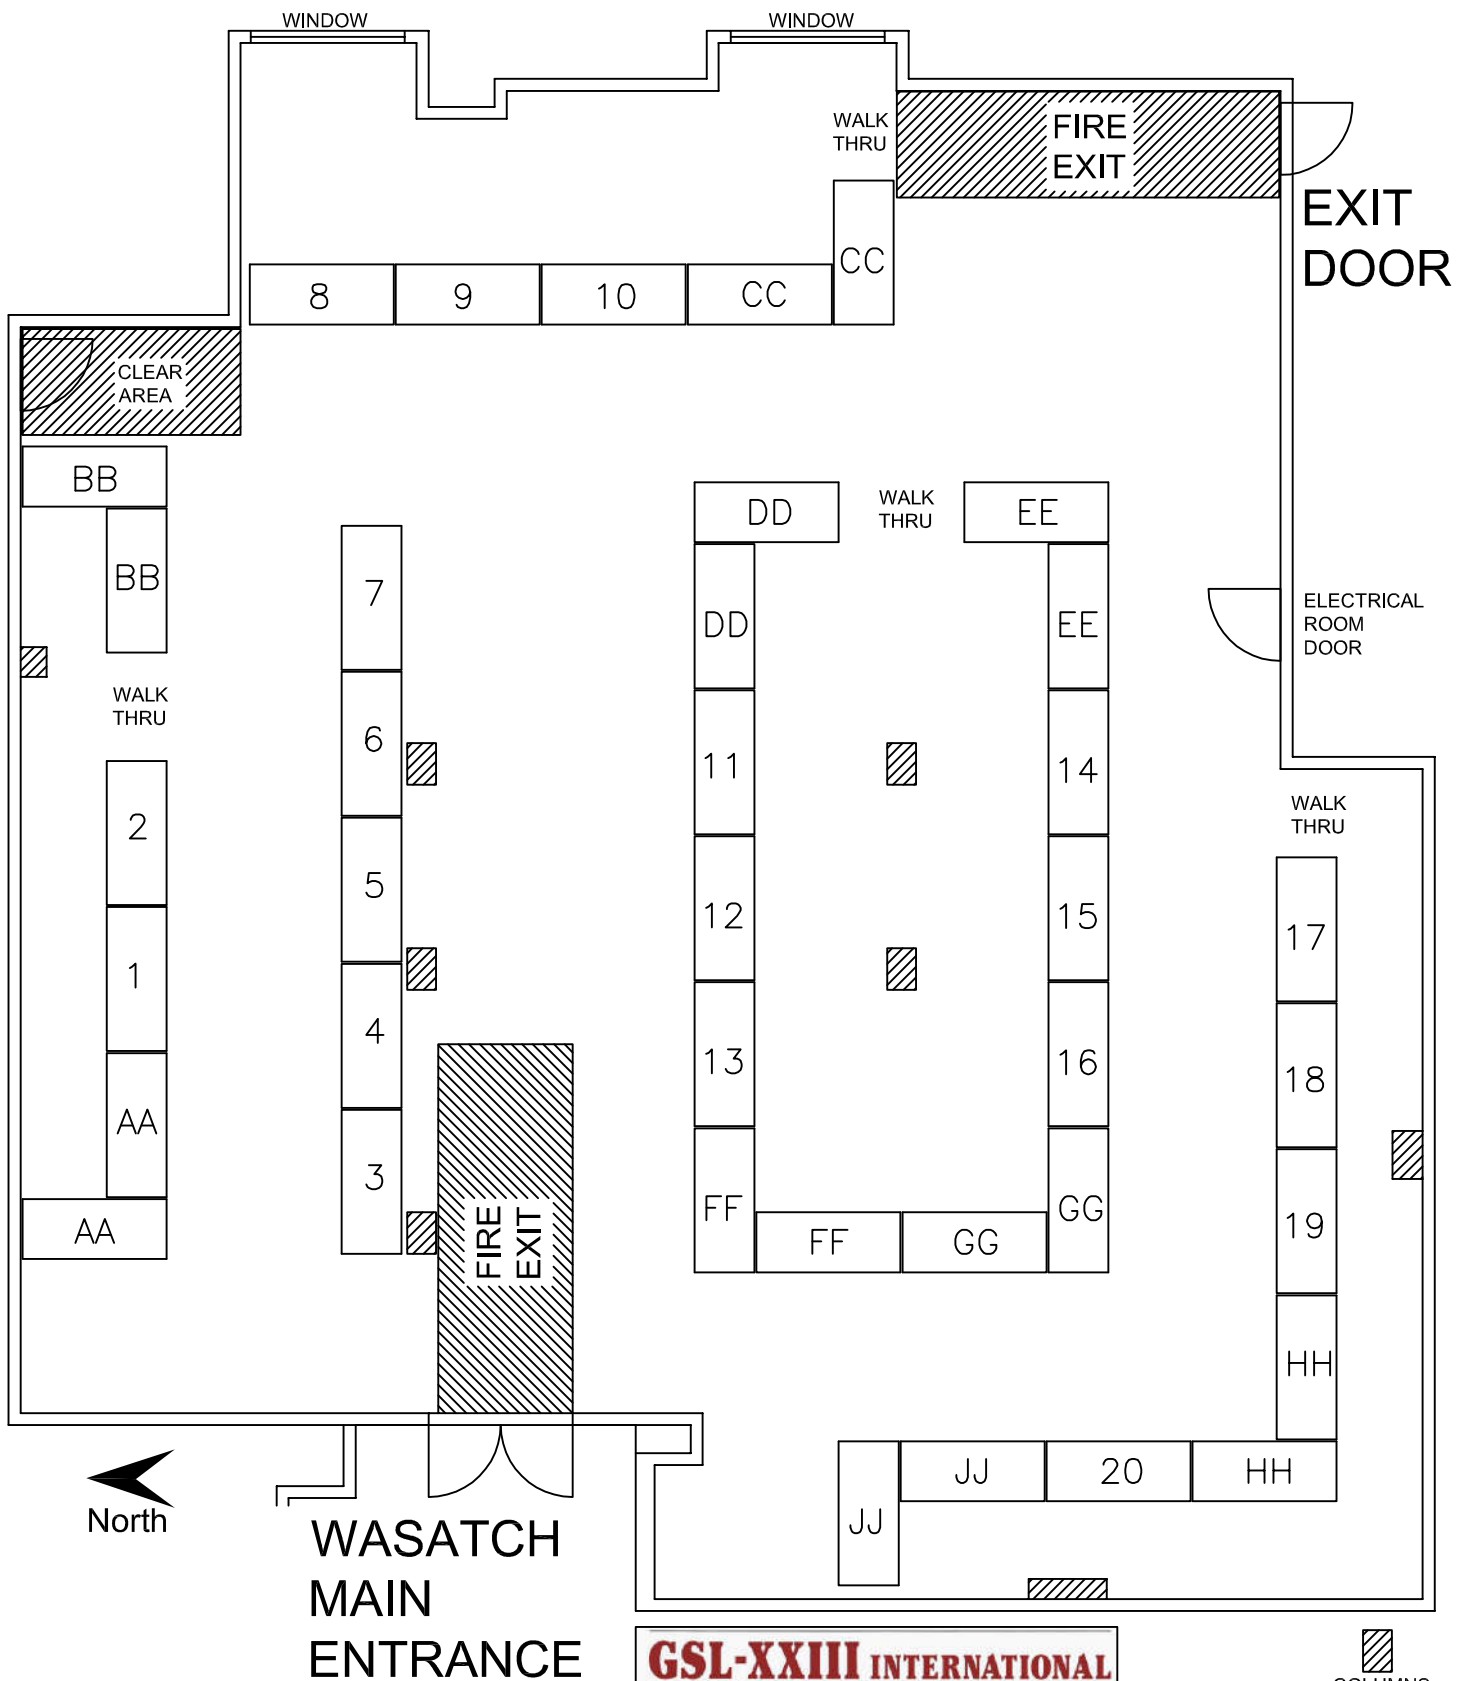 WINDOW
WINDOW
WALK
THRU
FIRE
EXIT
EXIT
DOOR
CC
8
9
10
CC
CLEAR
AREA
BB
DD
WALK
THRU
EE
BB
7
DD
EE
ELECTRICAL
ROOM
DOOR
WALK
THRU
6
11
14
WALK
THRU
2
5
12
15
17
1
4
13
16
18
AA
3
FF
GG
19
AA
FIRE
EXIT
FF
GG
HH
JJ
20
HH
JJ
North
WASATCH
MAIN
ENTRANCE
GSL-XXIII INTERNATIONAL
COLUMNS